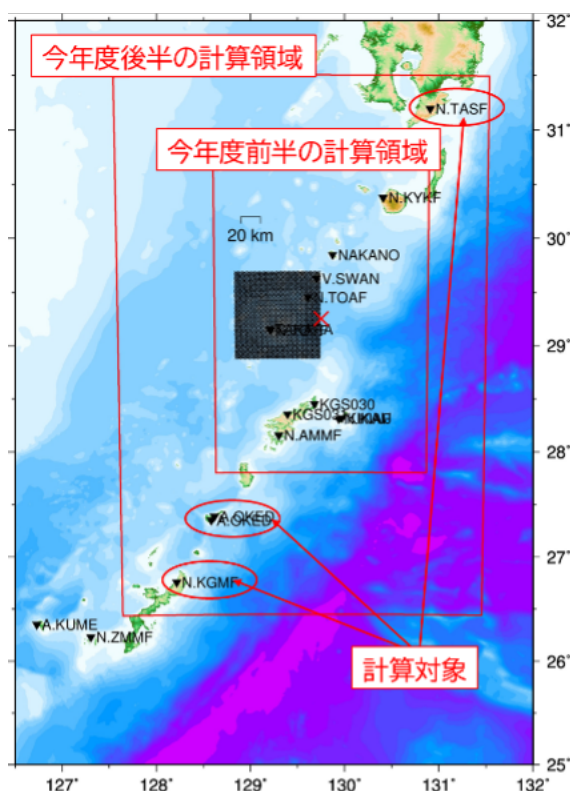 32°
今年度後半の計算領域
N.TASF
31°
今年度前半の計算領域
N.KYKF
20 km
30°
NAKANO
V.SWAN
N.TOAF
29°
KGS030
N.AMMF
28°
A.OKED
A.OKED
27°
N.KGMF
A.KUME
N.ZMMF
26°
計算対象
25°
127° 128° 129° 130° 131° 132°